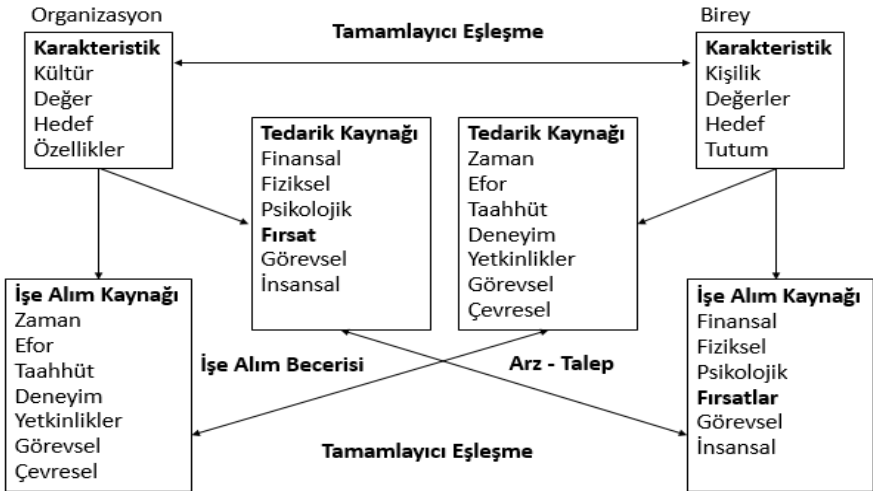 Organizasyon
Birey
Tamamlayıcı Eşleşme
Karakteristik
Kültür
Değer
Hedef
Özellikler
Karakteristik
Kişilik
Değerler
Hedef
Tutum
Tedarik Kaynağı
Finansal
Fiziksel
Psikolojik
Fırsat
Görevsel
İnsansal
Tedarik Kaynağı
Zaman
Efor
Taahhüt
Deneyim
Yetkinlikler
Görevsel
Çevresel
İşe Alım Kaynağı
Zaman
Efor
Taahhüt
Deneyim
Yetkinlikler
Görevsel
Çevresel
İşe Alım Becerisi
Arz - Talep
İşe Alım Kaynağı
Finansal
Fiziksel
Psikolojik
Fırsatlar
Görevsel
İnsansal
Tamamlayıcı Eşleşme